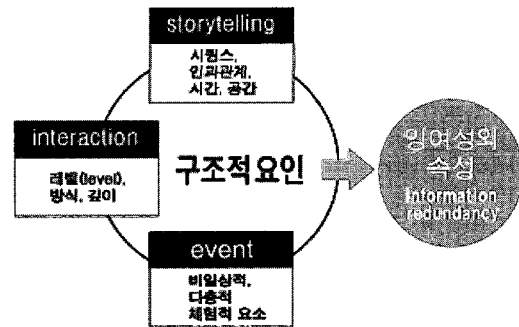 storytelling
시퀀스,
인과관계,
시간, 공간
interaction
레벨(level),
방식, 깊이
구조적요인
event
비일상적,
다층적
체험적 요소
잉여성의
속성
Information
redundancy